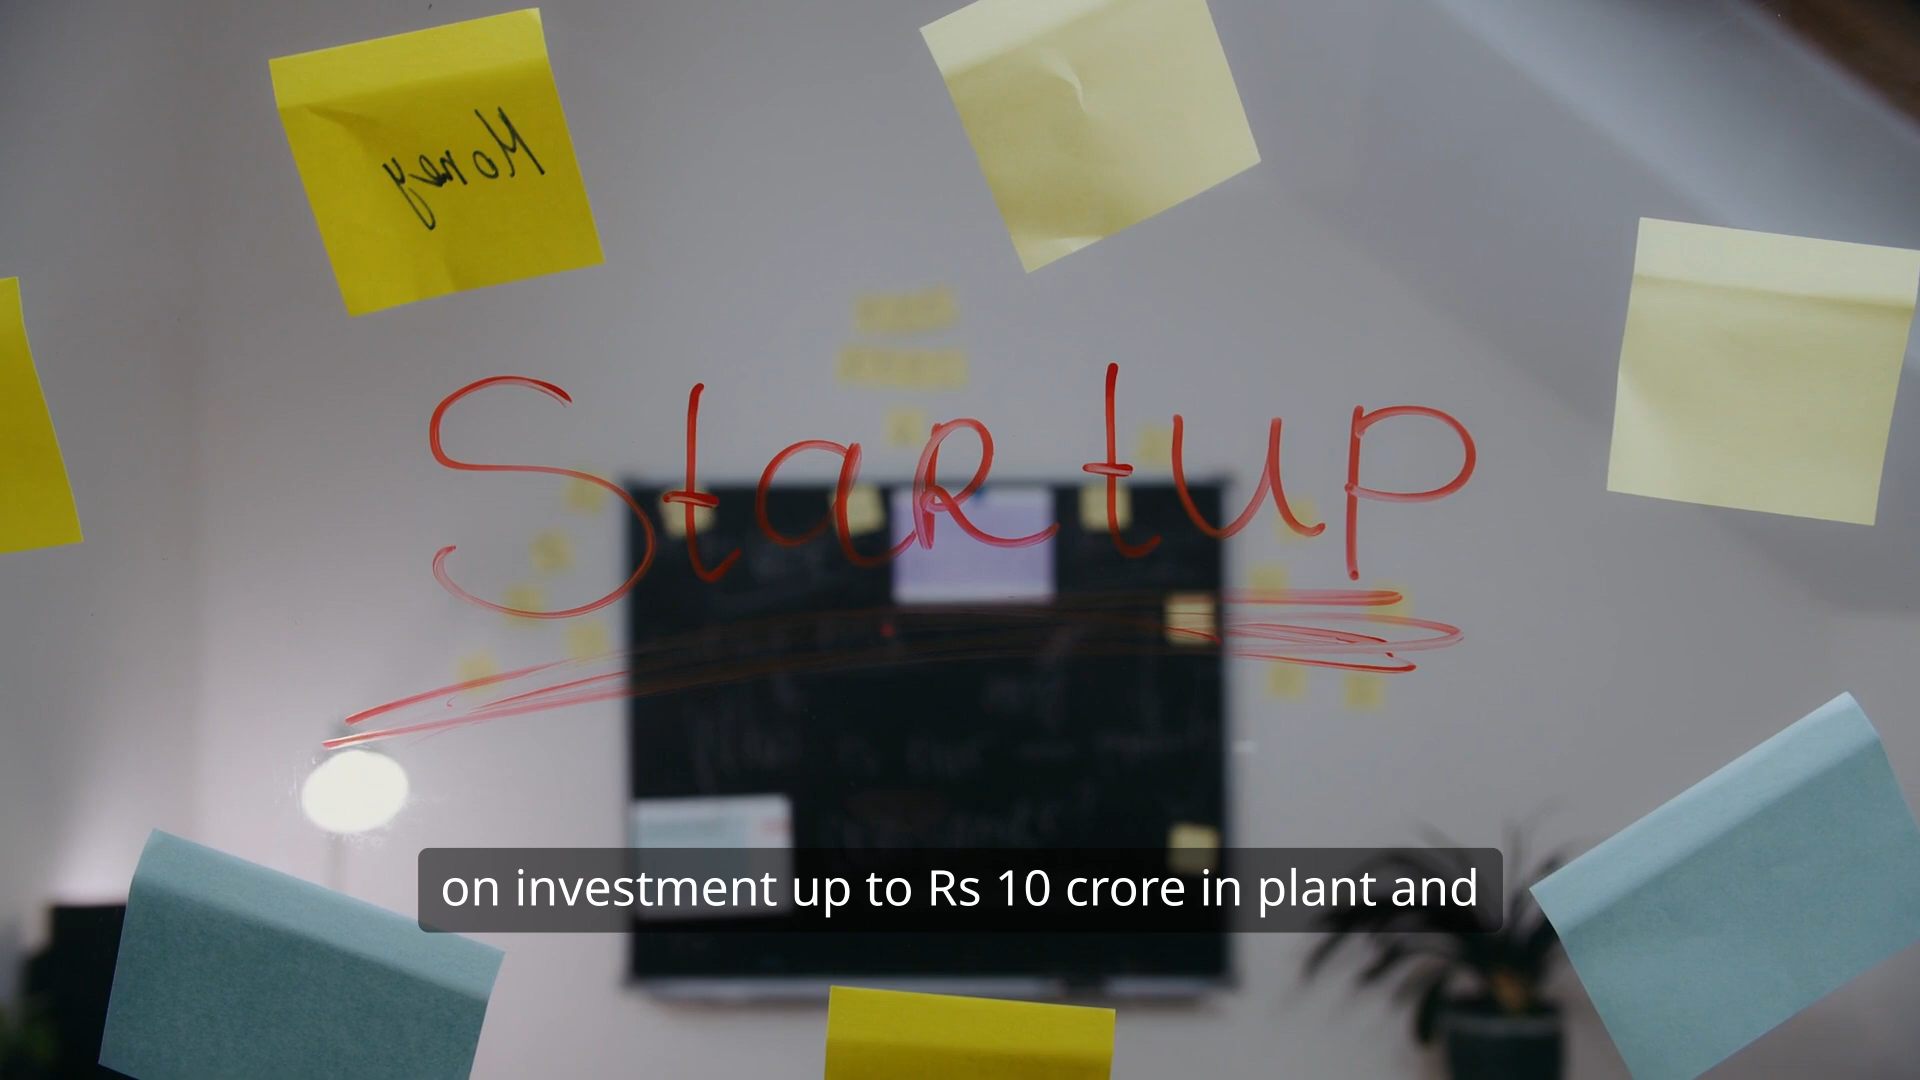 Money
Startup
on investment up to Rs 10 crore in plant and